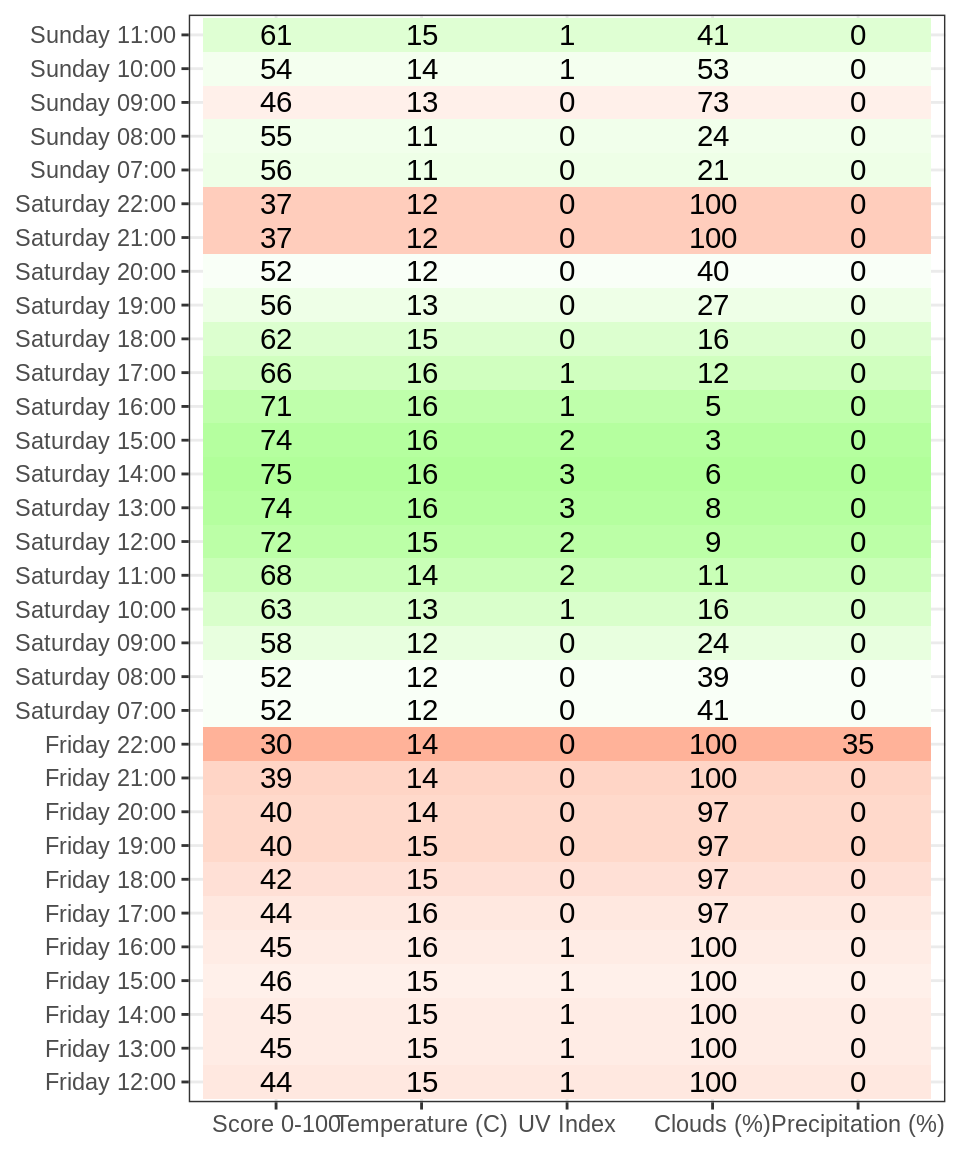 Sunday 11:00 61 15 1 41 0
Sunday 10:00 54 14 1 53 0
Sunday 09:00 46 13 0 73 0
Sunday 08:00 55 11 0 24 0
Sunday 07:00 56 11 0 21 0
Saturday 22:00 37 12 0 100 0
Saturday 21:00 37 12 0 100 0
Saturday 20:00 52 12 0 40 0
Saturday 19:00 56 13 0 27 0
Saturday 18:00 62 15 0 16 0
Saturday 17:00 66 16 1 12 0
Saturday 16:00 71 16 1 5 0
Saturday 15:00 74 16 2 3 0
Saturday 14:00 75 16 3 6 0
Saturday 13:00 74 16 3 8 0
Saturday 12:00 72 15 2 9 0
Saturday 11:00 68 14 2 11 0
Saturday 10:00 63 13 1 16 0
Saturday 09:00 58 12 0 24 0
Saturday 08:00 52 12 0 39 0
Saturday 07:00 52 12 0 41 0
Friday 22:00 30 14 0 100 35
Friday 21:00 39 14 0 100 0
Friday 20:00 40 14 0 97 0
Friday 19:00 40 15 0 97 0
Friday 18:00 42 15 0 97 0
Friday 17:00 44 16 0 97 0
Friday 16:00 45 16 1 100 0
Friday 15:00 46 15 1 100 0
Friday 14:00 45 15 1 100 0
Friday 13:00 45 15 1 100 0
Friday 12:00 44 15 1 100 0
Score 0-100 Temperature (C) UV Index Clouds (%) Precipitation (%)